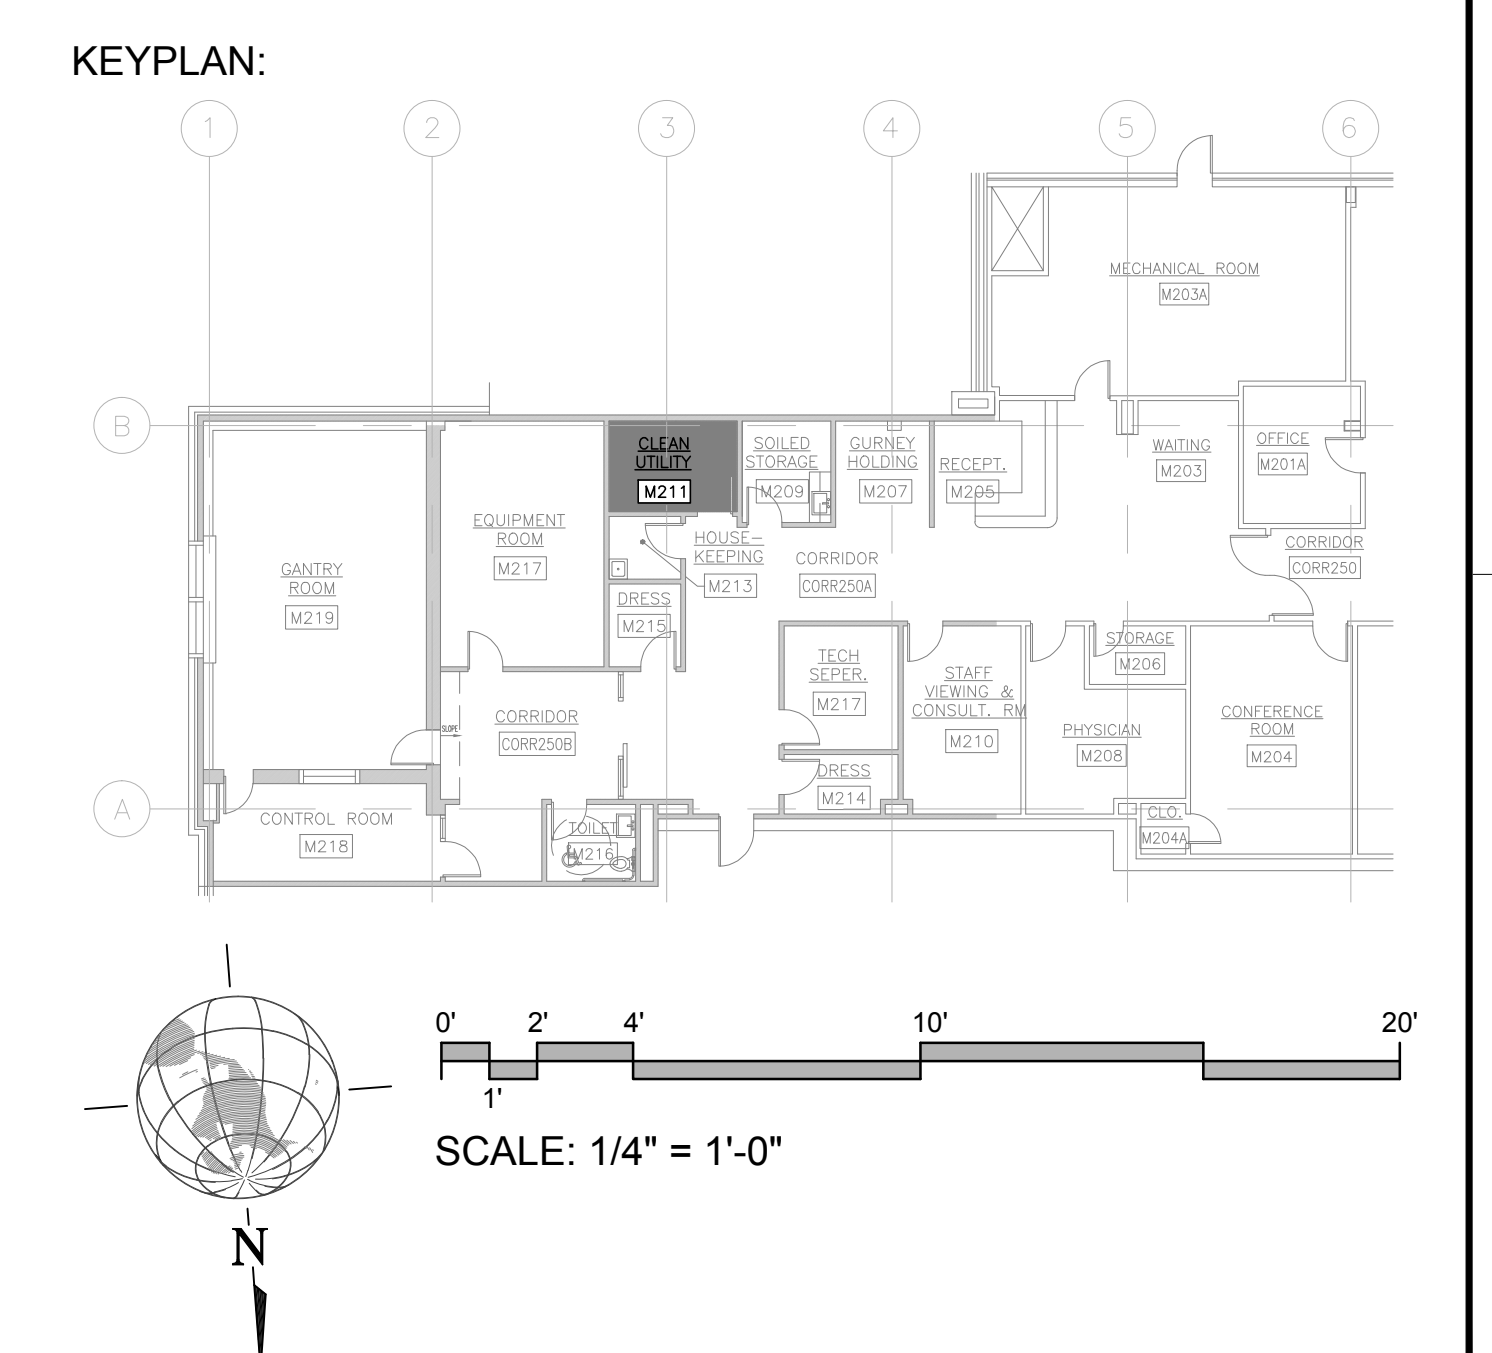 KEYPLAN:
1 2 3 4 5 6
MECHANICAL ROOM
M203A
B
CLEAN
UTILITY
M211
SOILED
STORAGE
M209
GURNEY
HOLDING
M207
RECEPT.
M205
WAITING
M203
OFFICE
M201A
EQUIPMENT
ROOM
M217
HOUSE-
KEEPING
M213
CORRIDOR
CORR250A
CORRIDOR
CORR250
GANTRY
ROOM
M219
DRESS
M215
TECH
SEPER.
M217
STORAGE
M206
STAFF
VIEWING &
CONSULT. RM
M210
CORRIDOR
CORR250B
SLOPE
PHYSICIAN
M208
CONFERENCE
ROOM
M204
DRESS
M214
A
CONTROL ROOM
M218
TOILET
M216
CLO.
M204A
0' 2' 4' 10' 20'
1'
SCALE: 1/4" = 1'-0"
N